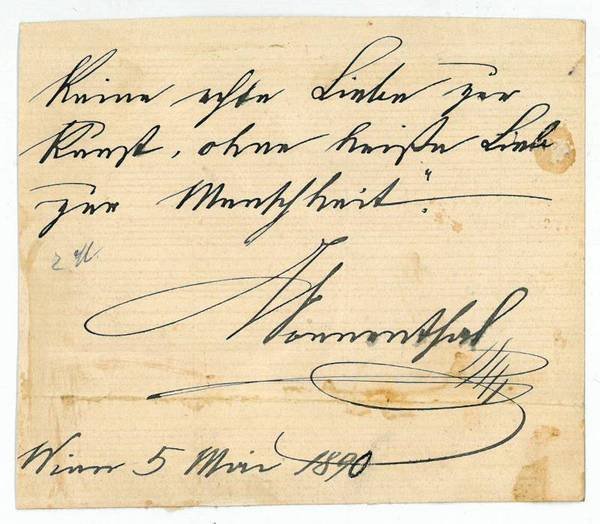 Keine echte Liebe zur
Kunst, ohne heiße Liebe
zur Menschheit".
Sonnenthal
Wien 5 Mai 1890